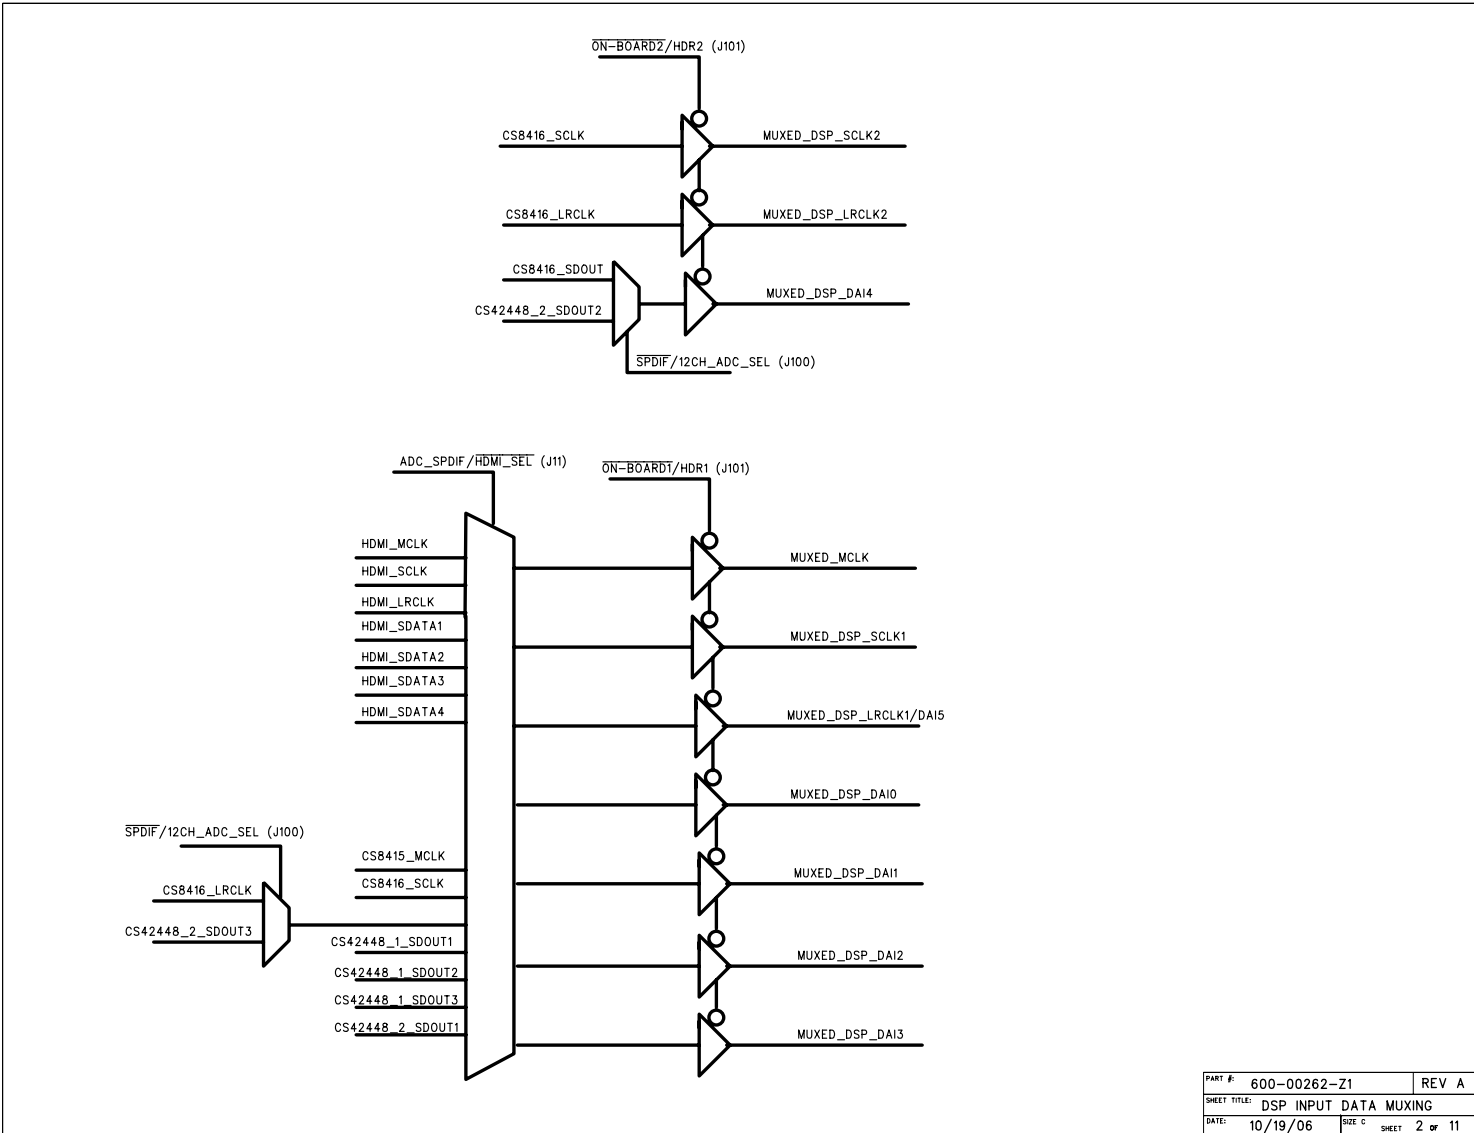 ON-BOARD2/HDR2 (J101)
CS8416_SCLK
MUXED_DSP_SCLK2
CS8416_LRCLK
MUXED_DSP_LRCLK2
CS8416_SDOUT
MUXED_DSP_DAI4
CS42448_2_SDOUT2
SPDIF/12CH_ADC_SEL (J100)
ADC_SPDIF/HDMI_SEL (J11)
ON-BOARD1/HDR1 (J101)
HDMI_MCLK
MUXED_MCLK
HDMI_SCLK
HDMI_LRCLK
HDMI_SDATA1
MUXED_DSP_SCLK1
HDMI_SDATA2
HDMI_SDATA3
HDMI_SDATA4
MUXED_DSP_LRCLK1/DAI5
MUXED_DSP_DAI0
SPDIF/12CH_ADC_SEL (J100)
CS8415_MCLK
MUXED_DSP_DAI1
CS8416_SCLK
CS8416_LRCLK
CS42448_2_SDOUT3
CS42448_1_SDOUT1
MUXED_DSP_DAI2
CS42448_1_SDOUT2
CS42448_1_SDOUT3
CS42448_2_SDOUT1
MUXED_DSP_DAI3
PART #: 600-00262-Z1 REV A
SHEET TITLE: DSP INPUT DATA MUXING
DATE: 10/19/06 SIZE C SHEET 2 OF 11